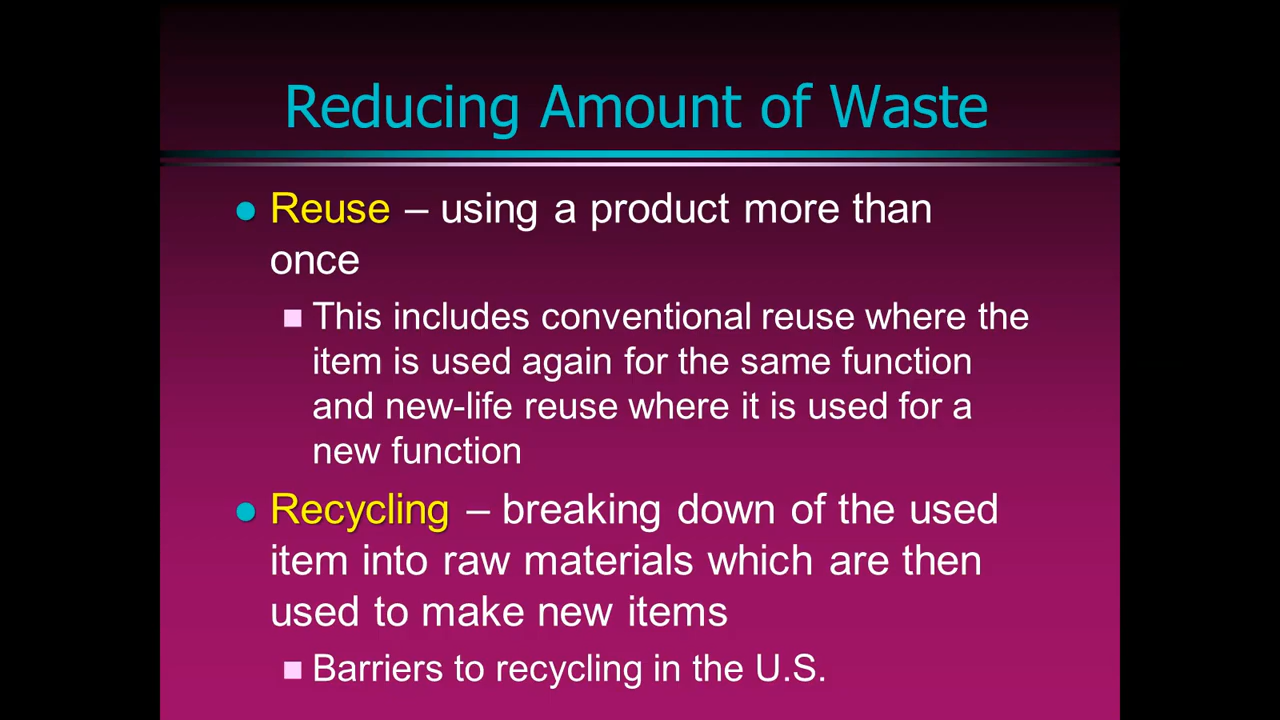 Reducing Amount of Waste
Reuse – using a product more than
once
This includes conventional reuse where the
item is used again for the same function
and new-life reuse where it is used for a
new function
Recycling – breaking down of the used
item into raw materials which are then
used to make new items
Barriers to recycling in the U.S.